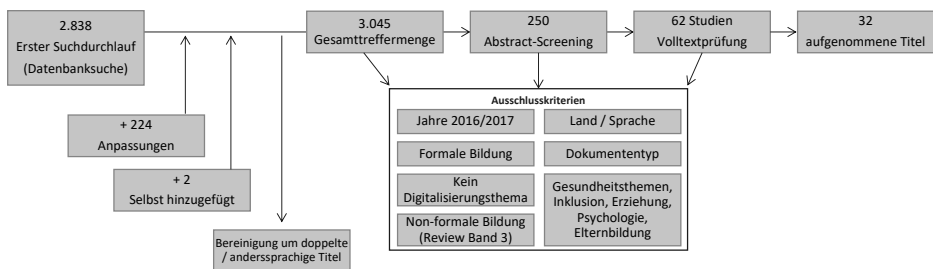 2.838
Erster Suchdurchlauf
(Datenbanksuche)
3.045
Gesamttreffermenge
250
Abstract-Screening
62 Studien
Volltextprüfung
32
aufgenommene Titel
+ 224
Anpassungen
+ 2
Selbst hinzugefügt
Bereinigung um doppelte
/ anderssprachige Titel
Ausschlusskriterien
Jahre 2016/2017
Land / Sprache
Formale Bildung
Dokumententyp
Kein
Digitalisierungsthema
Gesundheitsthemen,
Inklusion, Erziehung,
Psychologie,
Elternbildung
Non-formale Bildung
(Review Band 3)